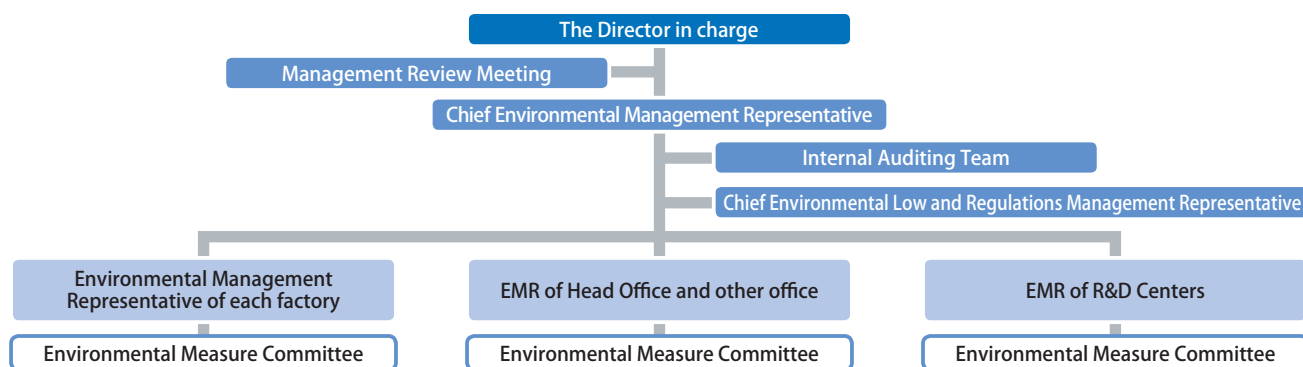 The Director in charge
Management Review Meeting
Chief Environmental Management Representative
Internal Auditing Team
Chief Environmental Low and Regulations Management Representative
Environmental Management
Representative of each factory
EMR of Head Office and other office
EMR of R&D Centers
Environmental Measure Committee
Environmental Measure Committee
Environmental Measure Committee